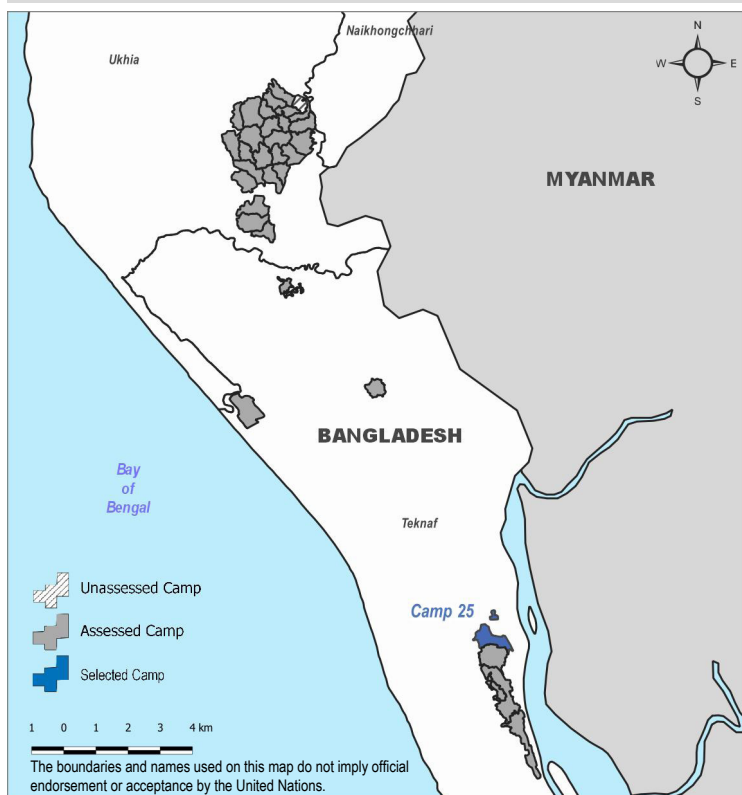 Naikhongchhari
Ukhia
N
W
E
S
MYANMAR
BANGLADESH
Bay
of
Bengal
Teknaf
Unassessed Camp
Camp 25
Assessed Camp
Selected Camp
1 0 1 2 3 4 km
The boundaries and names used on this map do not imply official
endorsement or acceptance by the United Nations.